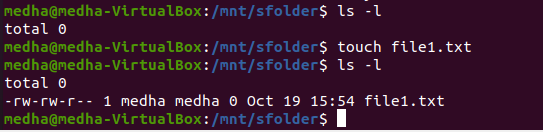 medha@medha-VirtualBox:/mnt/sfolder$ ls -l
total 0
medha@medha-VirtualBox:/mnt/sfolder$ touch file1.txt
medha@medha-VirtualBox:/mnt/sfolder$ ls -l
total 0
-rw-rw-r-- 1 medha medha 0 Oct 19 15:54 file1.txt
medha@medha-VirtualBox:/mnt/sfolder$